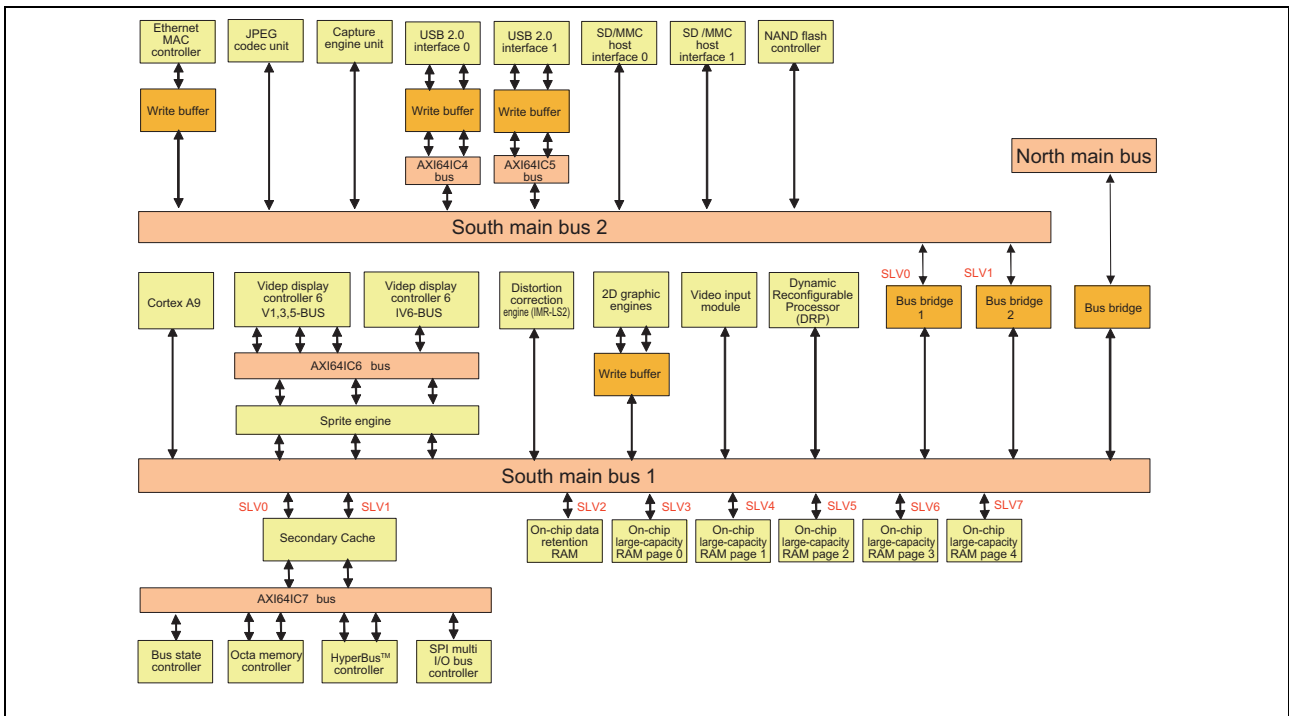 Ethernet
MAC
controller
JPEG
codec unit
Capture
engine unit
USB 2.0
interface 0
USB 2.0
interface 1
SD/MMC
host
interface 0
SD /MMC
host
interface 1
NAND flash
controller
Write buffer
Write buffer
Write buffer
AXI64IC4
bus
AXI64IC5
bus
North main bus
South main bus 2
SLV0
SLV1
Cortex A9
Videp display
controller 6
V1,3,5-BUS
Videp display
controller 6
IV6-BUS
Distortion
correction
engine (IMR-LS2)
2D graphic
engines
Video input
module
Dynamic
Reconfigurable
Processor
(DRP)
Bus bridge
1
Bus bridge
2
Bus bridge
AXI64IC6 bus
Write buffer
Sprite engine
South main bus 1
SLV0
SLV1
SLV2
SLV3
SLV4
SLV5
SLV6
SLV7
Secondary Cache
On-chip data
retention
RAM
On-chip
large-capacity
RAM page 0
On-chip
large-capacity
RAM page 1
On-chip
large-capacity
RAM page 2
On-chip
large-capacity
RAM page 3
On-chip
large-capacity
RAM page 4
AXI64IC7 bus
Bus state
controller
Octa memory
controller
HyperBus™
controller
SPI multi
I/O bus
controller